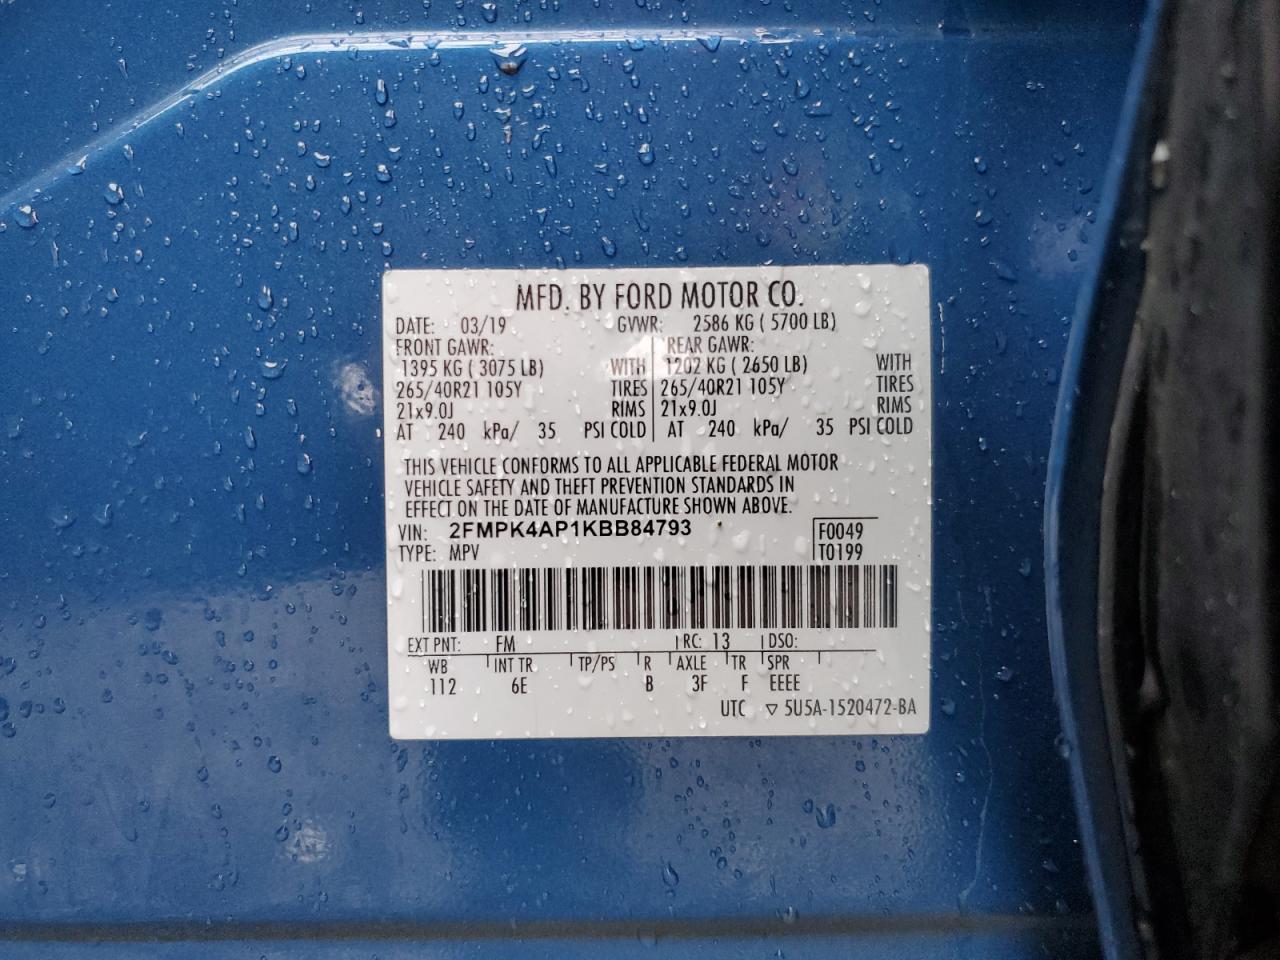 MFD. BY FORD MOTOR CO.
DATE: 03/19 GVWR: 2586 KG ( 5700 LB)
FRONT GAWR: REAR GAWR:
1395 KG ( 3075 LB) WITH 1202 KG ( 2650 LB) WITH
265/40R21 105Y TIRES 265/40R21 105Y TIRES
21x9.0J RIMS 21x9.0J RIMS
AT 240 kPa/ 35 PSI COLD AT 240 kPa/ 35 PSI COLD
THIS VEHICLE CONFORMS TO ALL APPLICABLE FEDERAL MOTOR
VEHICLE SAFETY AND THEFT PREVENTION STANDARDS IN
EFFECT ON THE DATE OF MANUFACTURE SHOWN ABOVE.
VIN: 2FMPK4AP1KBB84793 F0049
TYPE: MPV T0199
EXT PNT: FM RC: 13 DSO:
WB INT TR TP/PS R AXLE TR SPR
112 6E B 3F F EEEE
UTC ▽ 5U5A-1520472-BA